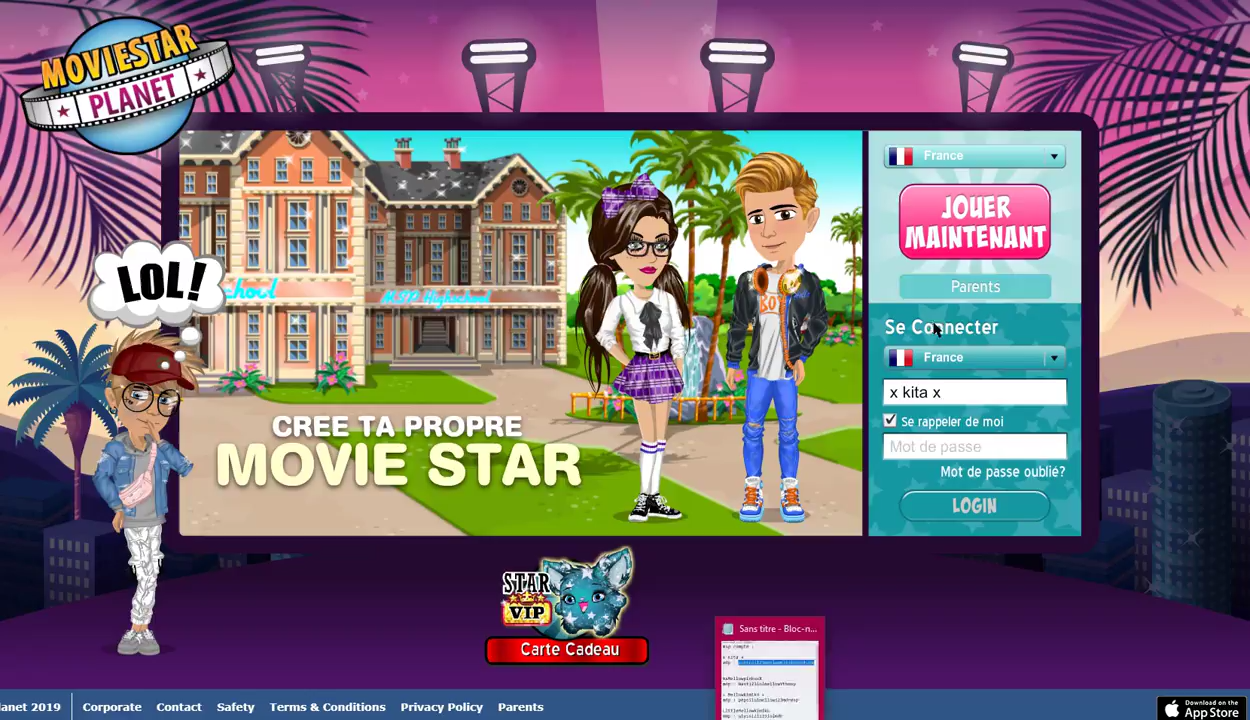 MOVIESTAR
PLANET
LOL!
MSP Highschool
CREE TA PROPRE
MOVIE STAR
France
JOUER
MAINTENANT
Parents
Se Connecter
France
x kita x
Se rappeler de moi
Mot de passe
Mot de passe oublié?
LOGIN
STAR
VIP
Carte Cadeau
Sans titre - Bloc-n...
lanet 2019
Corporate
Contact
Safety
Terms & Conditions
Privacy Policy
Parents
Download on the
App Store